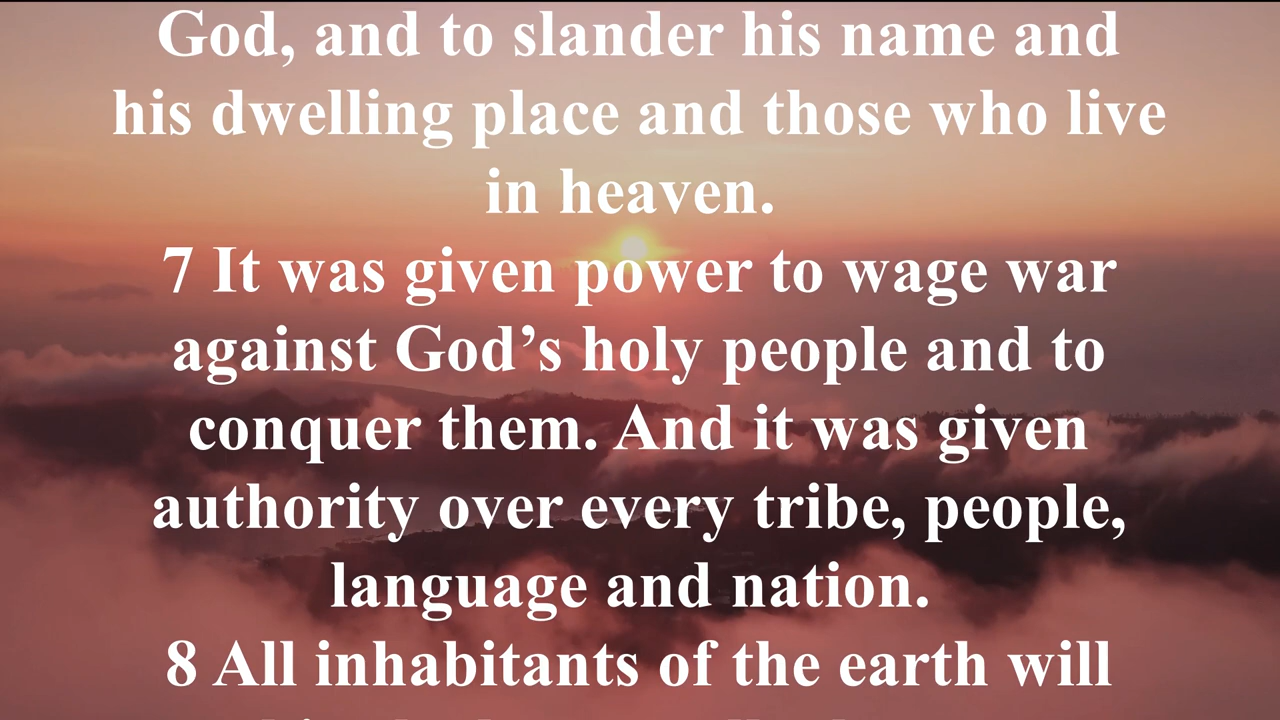 God, and to slander his name and
his dwelling place and those who live
in heaven.
7 It was given power to wage war
against God’s holy people and to
conquer them. And it was given
authority over every tribe, people,
language and nation.
8 All inhabitants of the earth will